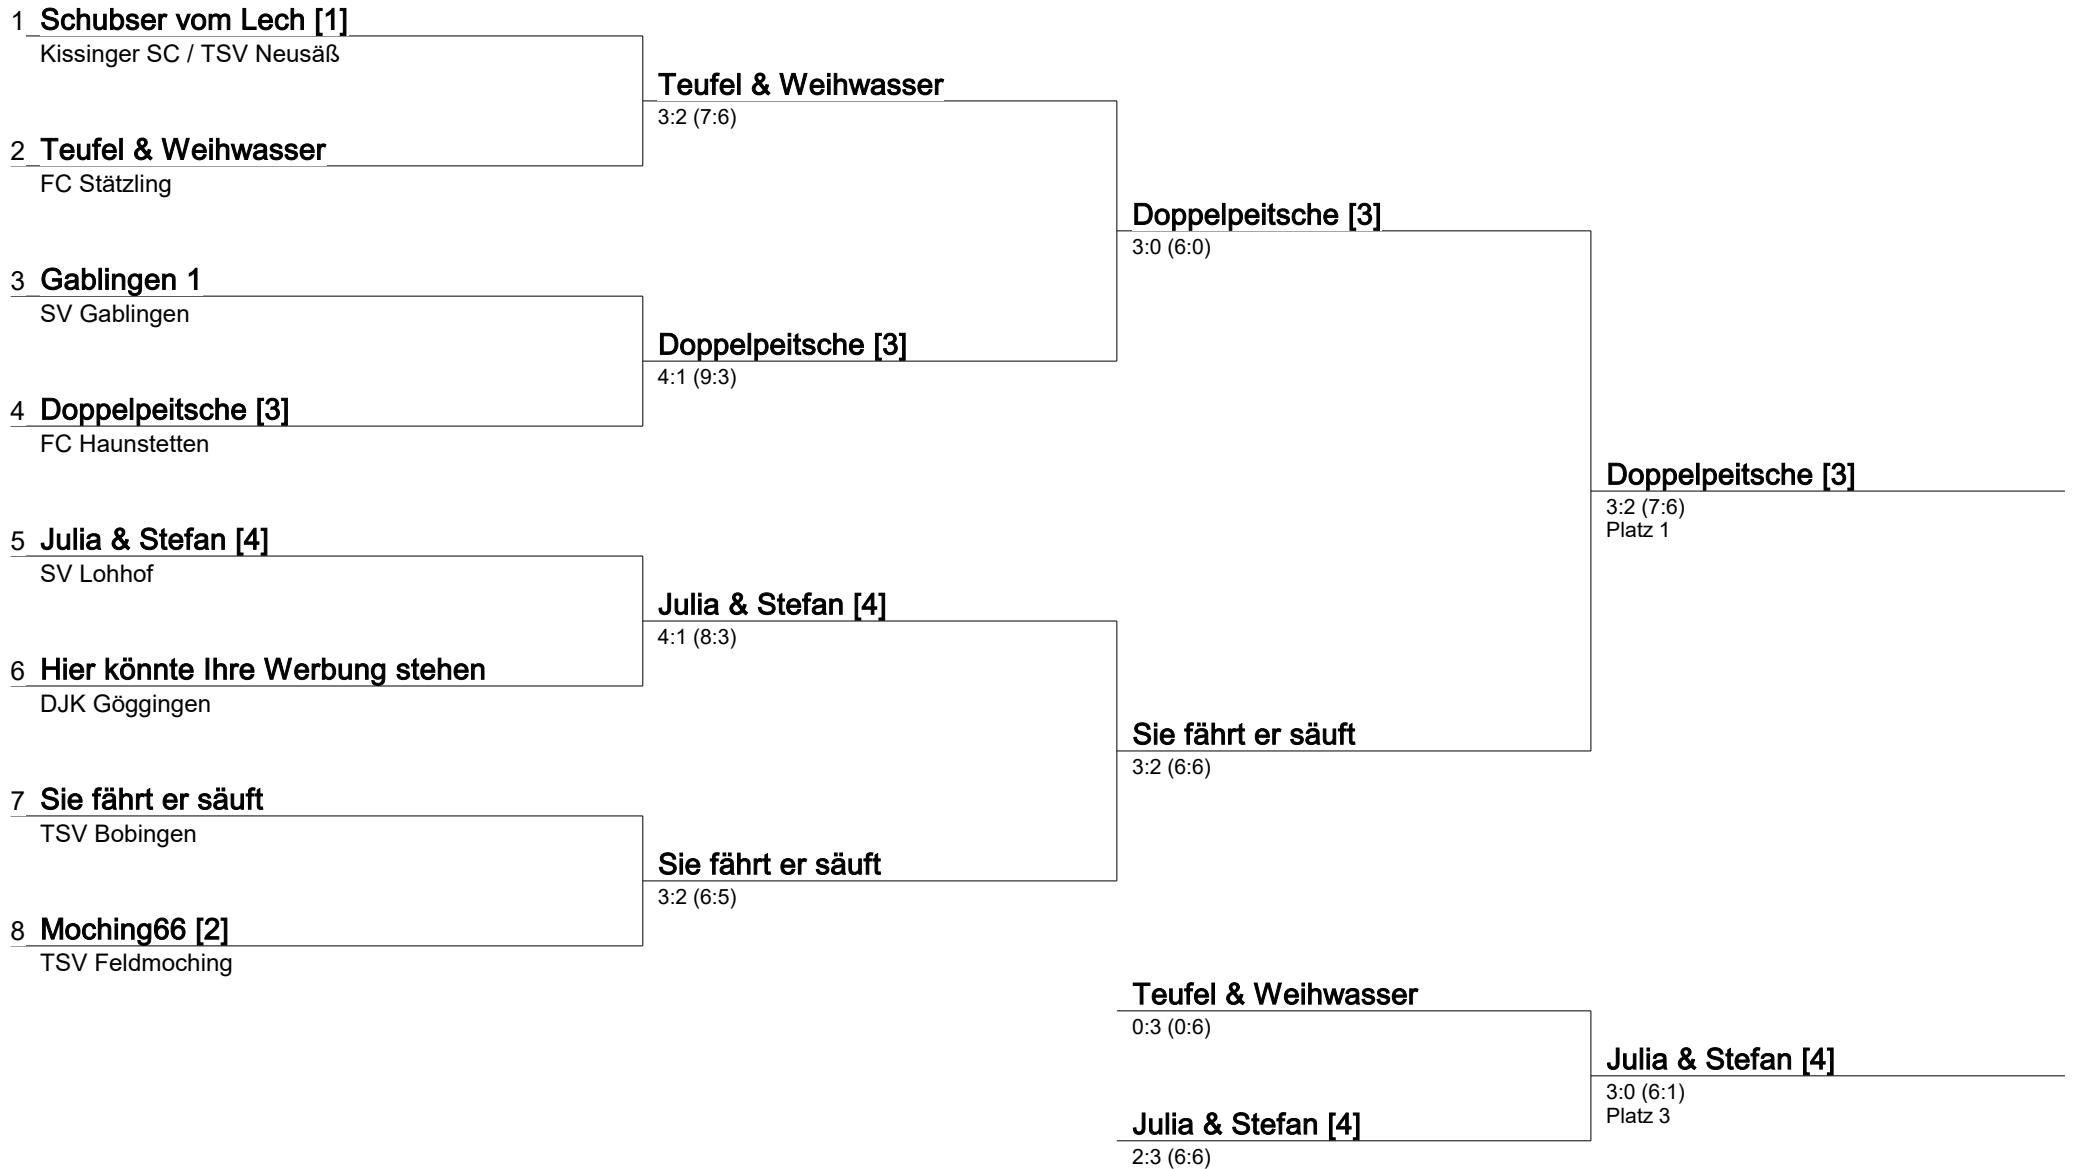 1 Schubser vom Lech [1]
Kissinger SC / TSV Neusäß
Teufel & Weihwasser
3:2 (7:6)
2 Teufel & Weihwasser
FC Stätzling
Doppelpeitsche [3]
3:0 (6:0)
3 Gablingen 1
SV Gablingen
Doppelpeitsche [3]
4:1 (9:3)
4 Doppelpeitsche [3]
FC Haunstetten
Doppelpeitsche [3]
3:2 (7:6)
Platz 1
5 Julia & Stefan [4]
SV Lohhof
Julia & Stefan [4]
4:1 (8:3)
6 Hier könnte Ihre Werbung stehen
DJK Göggingen
Sie fährt er säuft
3:2 (6:6)
7 Sie fährt er säuft
TSV Bobingen
Sie fährt er säuft
3:2 (6:5)
8 Moching66 [2]
TSV Feldmoching
Teufel & Weihwasser
0:3 (0:6)
Julia & Stefan [4]
3:0 (6:1)
Platz 3
Julia & Stefan [4]
2:3 (6:6)